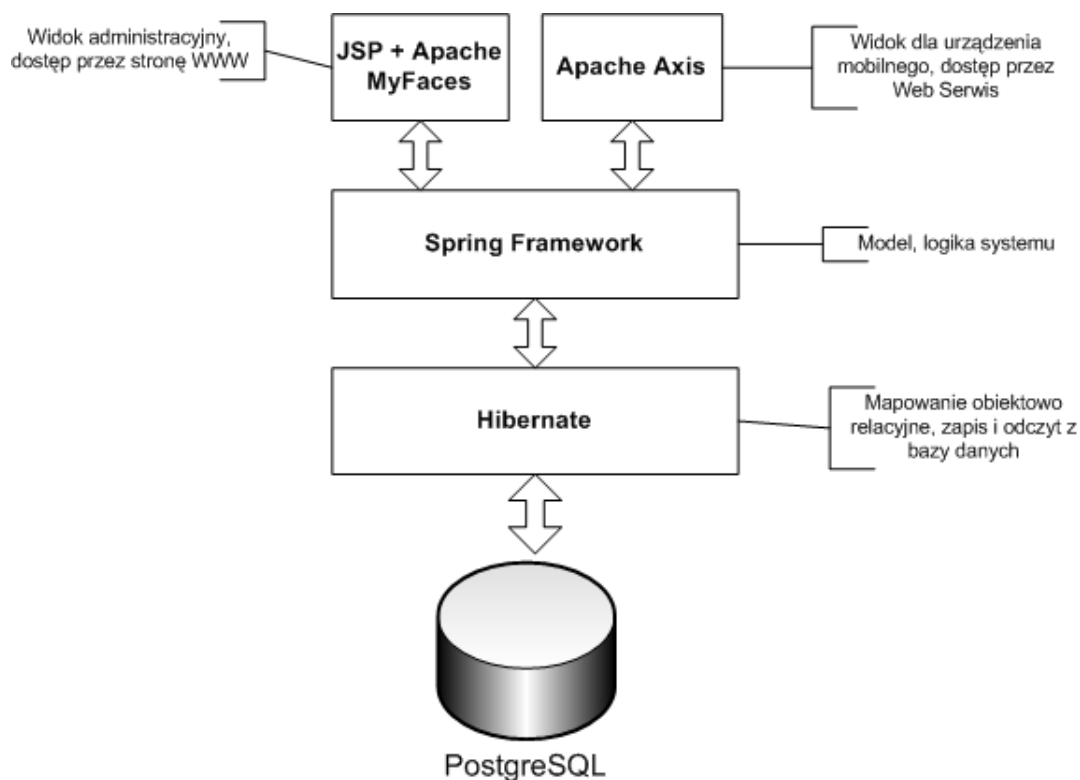 Widok administracyjny,
dostęp przez stronę WWW
JSP + Apache
MyFaces
Apache Axis
Widok dla urządzenia
mobilnego, dostęp przez
Web Serwis
Spring Framework
Model, logika systemu
Hibernate
Mapowanie obiektowo
relacyjne, zapis i odczyt z
bazy danych
PostgreSQL